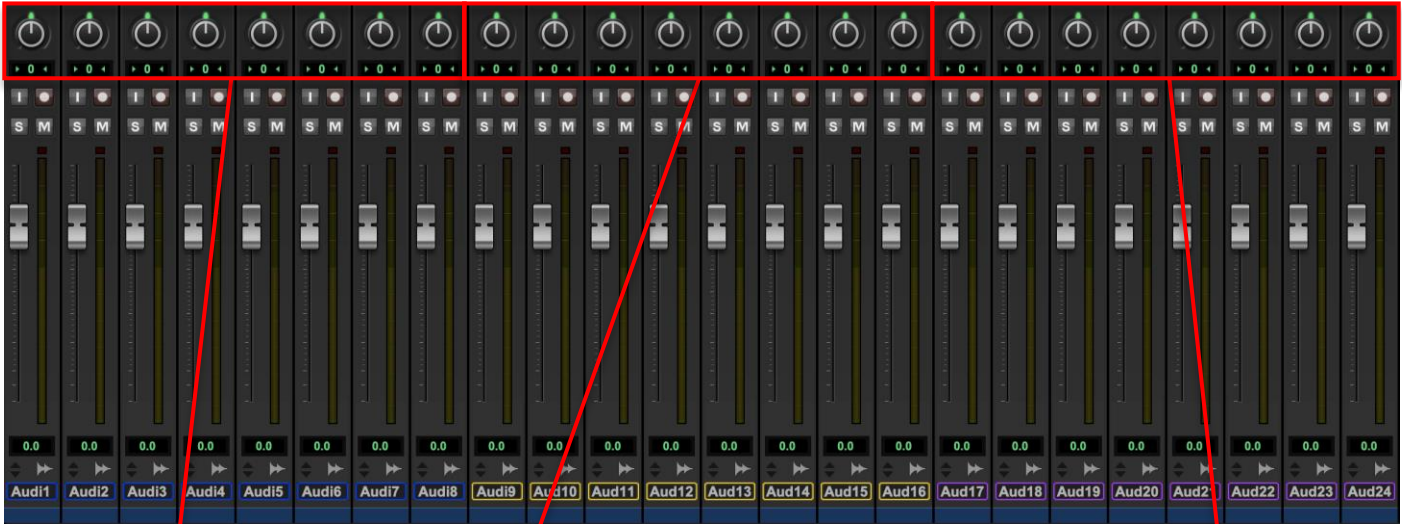 0 0 0 0 0 0 0 0 0 0 0 0 0 0 0 0 0 0 0 0 0 0 0 0
I I I I I I I I I I I I I I I I I I I I I I I I
S M S M S M S M S M S M S M S M S M S M S M S M S M S M S M S M S M S M S M S M S M S M S M S M
0.0 0.0 0.0 0.0 0.0 0.0 0.0 0.0 0.0 0.0 0.0 0.0 0.0 0.0 0.0 0.0 0.0 0.0 0.0 0.0 0.0 0.0 0.0 0.0
Audi1 Audi2 Audi3 Audi4 Audi5 Audi6 Audi7 Audi8 Audi9 Aud10 Aud11 Aud12 Aud13 Aud14 Aud15 Aud16 Aud17 Aud18 Aud19 Aud20 Aud21 Aud22 Aud23 Aud24